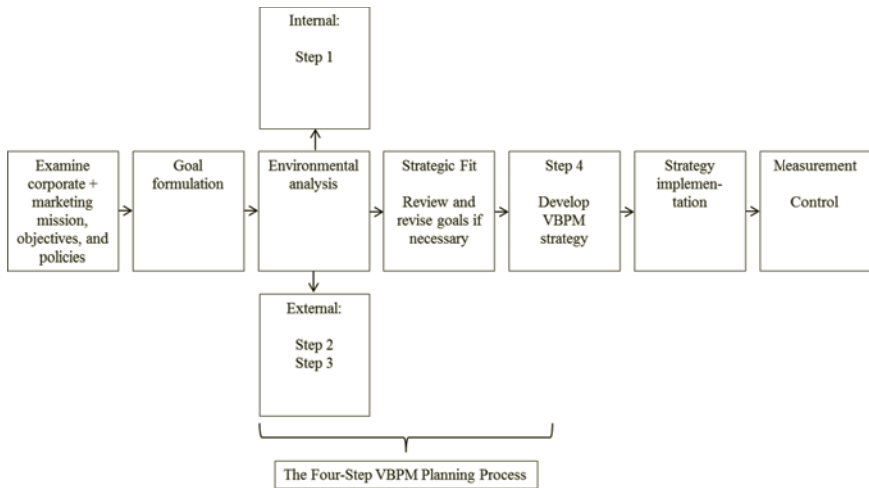 Internal:
Step 1
Examine
corporate +
marketing
mission,
objectives, and
policies
Goal
formulation
Environmental
analysis
Strategic Fit
Review and
revise goals if
necessary
Step 4
Develop
VBPM
strategy
Strategy
implemen-
tation
Measurement
Control
External:
Step 2
Step 3
The Four-Step VBPM Planning Process